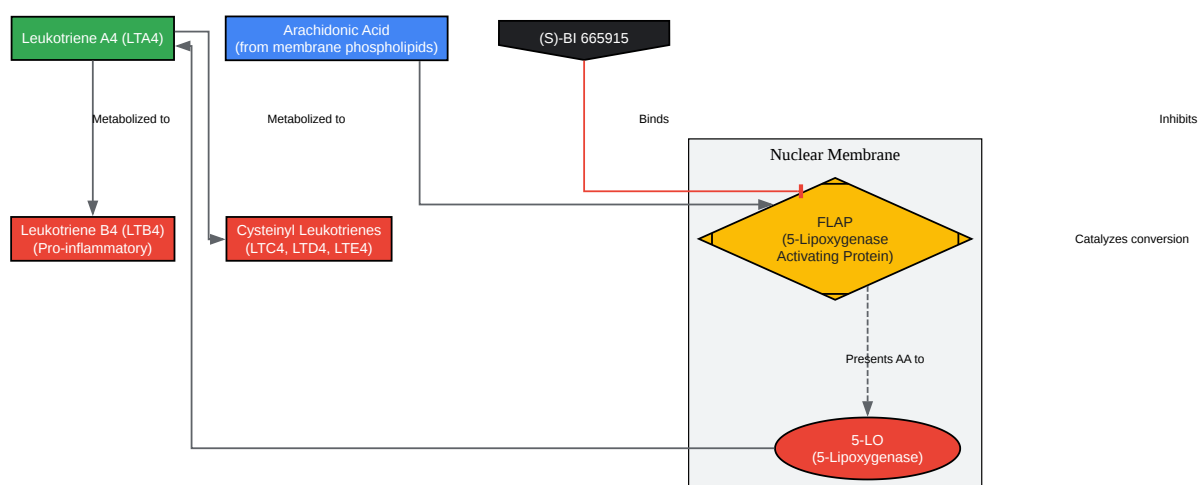 Leukotriene A4 (LTA4)
Arachidonic Acid
(from membrane phospholipids)
(S)-BI 665915
Metabolized to
Metabolized to
Binds
Inhibits
Nuclear Membrane
Leukotriene B4 (LTB4)
(Pro-inflammatory)
Cysteinyl Leukotrienes
(LTC4, LTD4, LTE4)
FLAP
(5-Lipoxygenase
Activating Protein)
Catalyzes conversion
Presents AA to
5-LO
(5-Lipoxygenase)